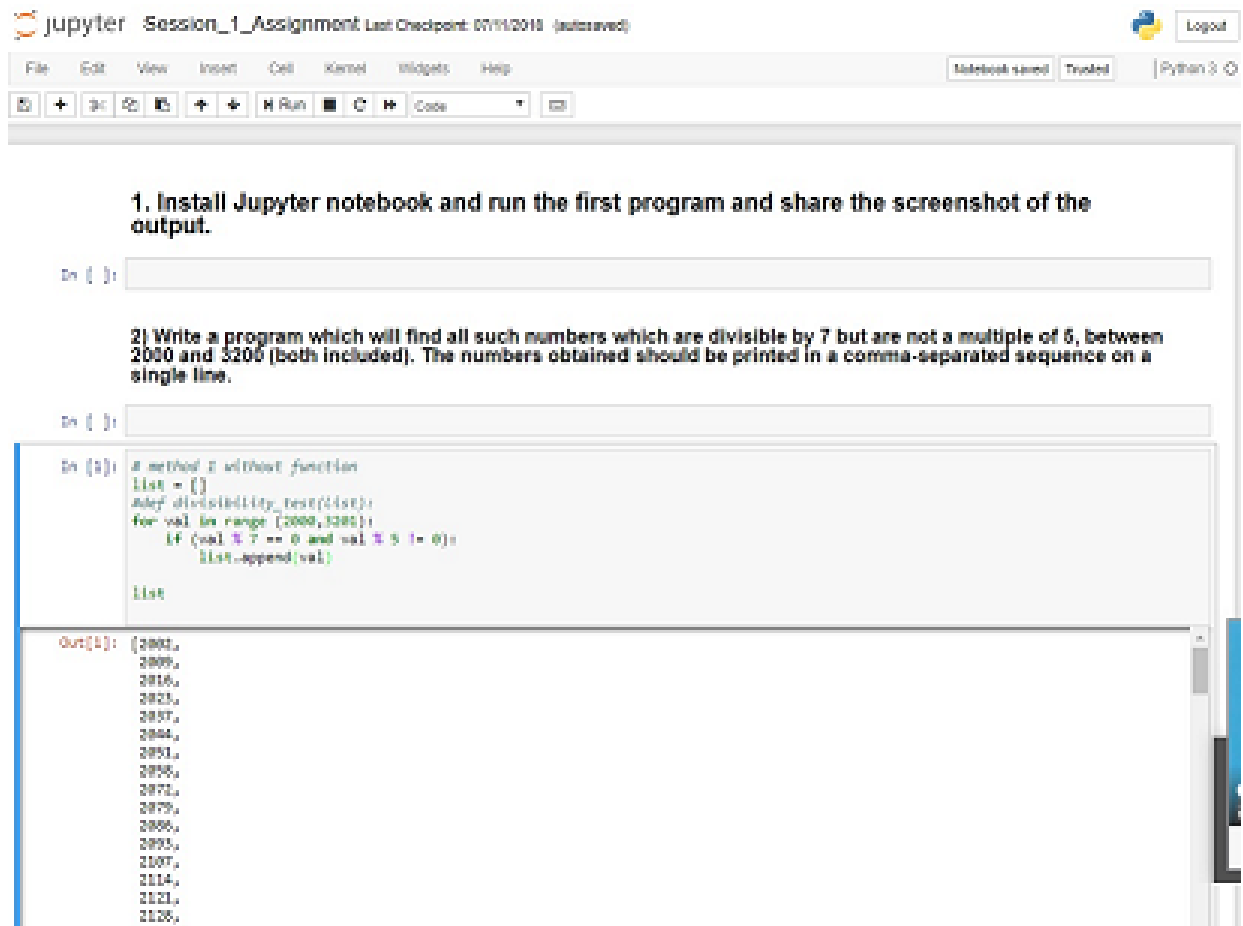 jupyter Session_1_Assignment Last Checkpoint: 07/11/2018 (autosaved)
Logout
File Edit View Insert Cell Kernel Widgets Help
Notebook saved Trusted
Python 3
Run Code
1. Install Jupyter notebook and run the first program and share the screenshot of the
output.
In [ ]:
2) Write a program which will find all such numbers which are divisible by 7 but are not a multiple of 5, between
2000 and 3200 (both included). The numbers obtained should be printed in a comma-separated sequence on a
single line.
In [ ]:
In [1]: # method 1 without function
list = []
#def divisibility_test(list):
for val in range (2000,3201):
if (val % 7 == 0 and val % 5 != 0):
list.append(val)
list
Out[1]: [2002,
2009,
2016,
2023,
2037,
2044,
2051,
2058,
2072,
2079,
2086,
2093,
2107,
2114,
2121,
2128,